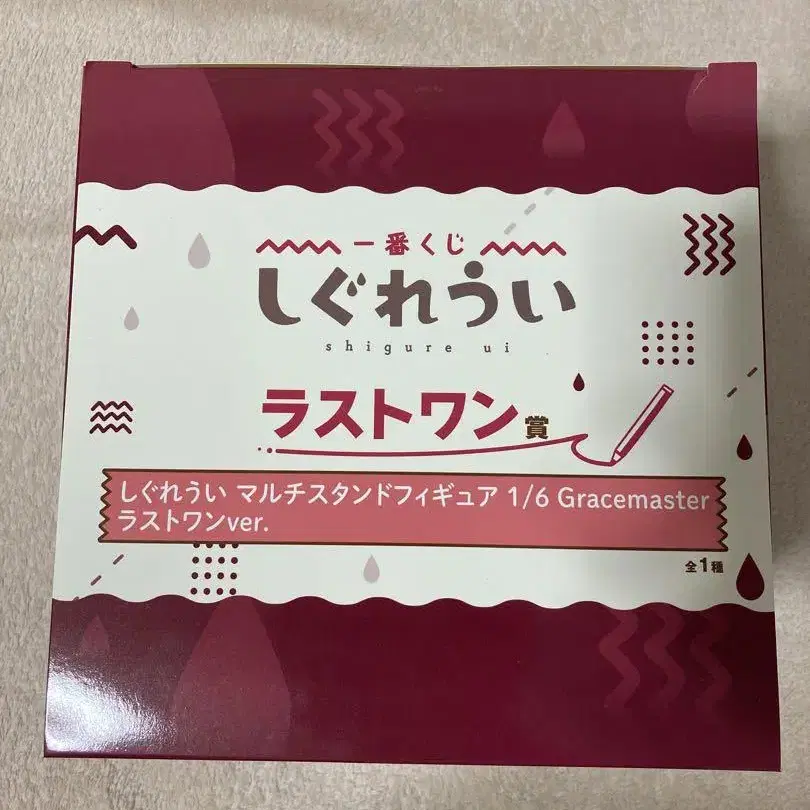 一番くじ
しぐれうい
shigure ui
ラストワン賞
しぐれうい マルチスタンドフィギュア 1/6 Gracemaster
ラストワンver.
全1種